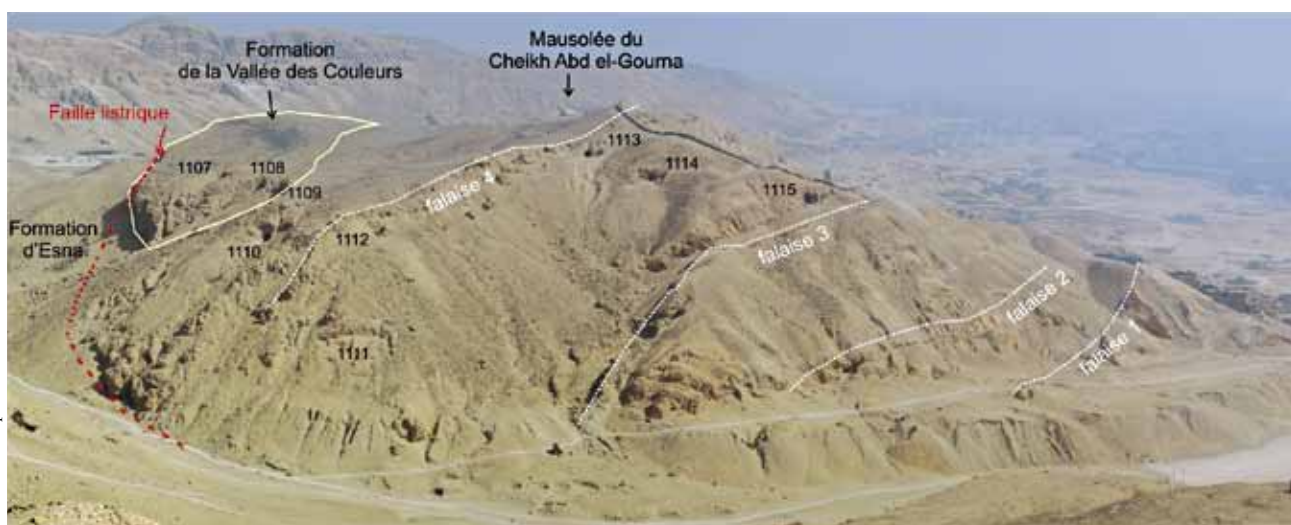 Formation
de la Vallée des Couleurs
Mausolée du
Cheikh Abd el-Gourna
Faille listrique
1107
1108
1109
1113
1114
1115
falaise 4
Formation
d'Esna
1110
1112
falaise 3
falaise 2
falaise 1
1111